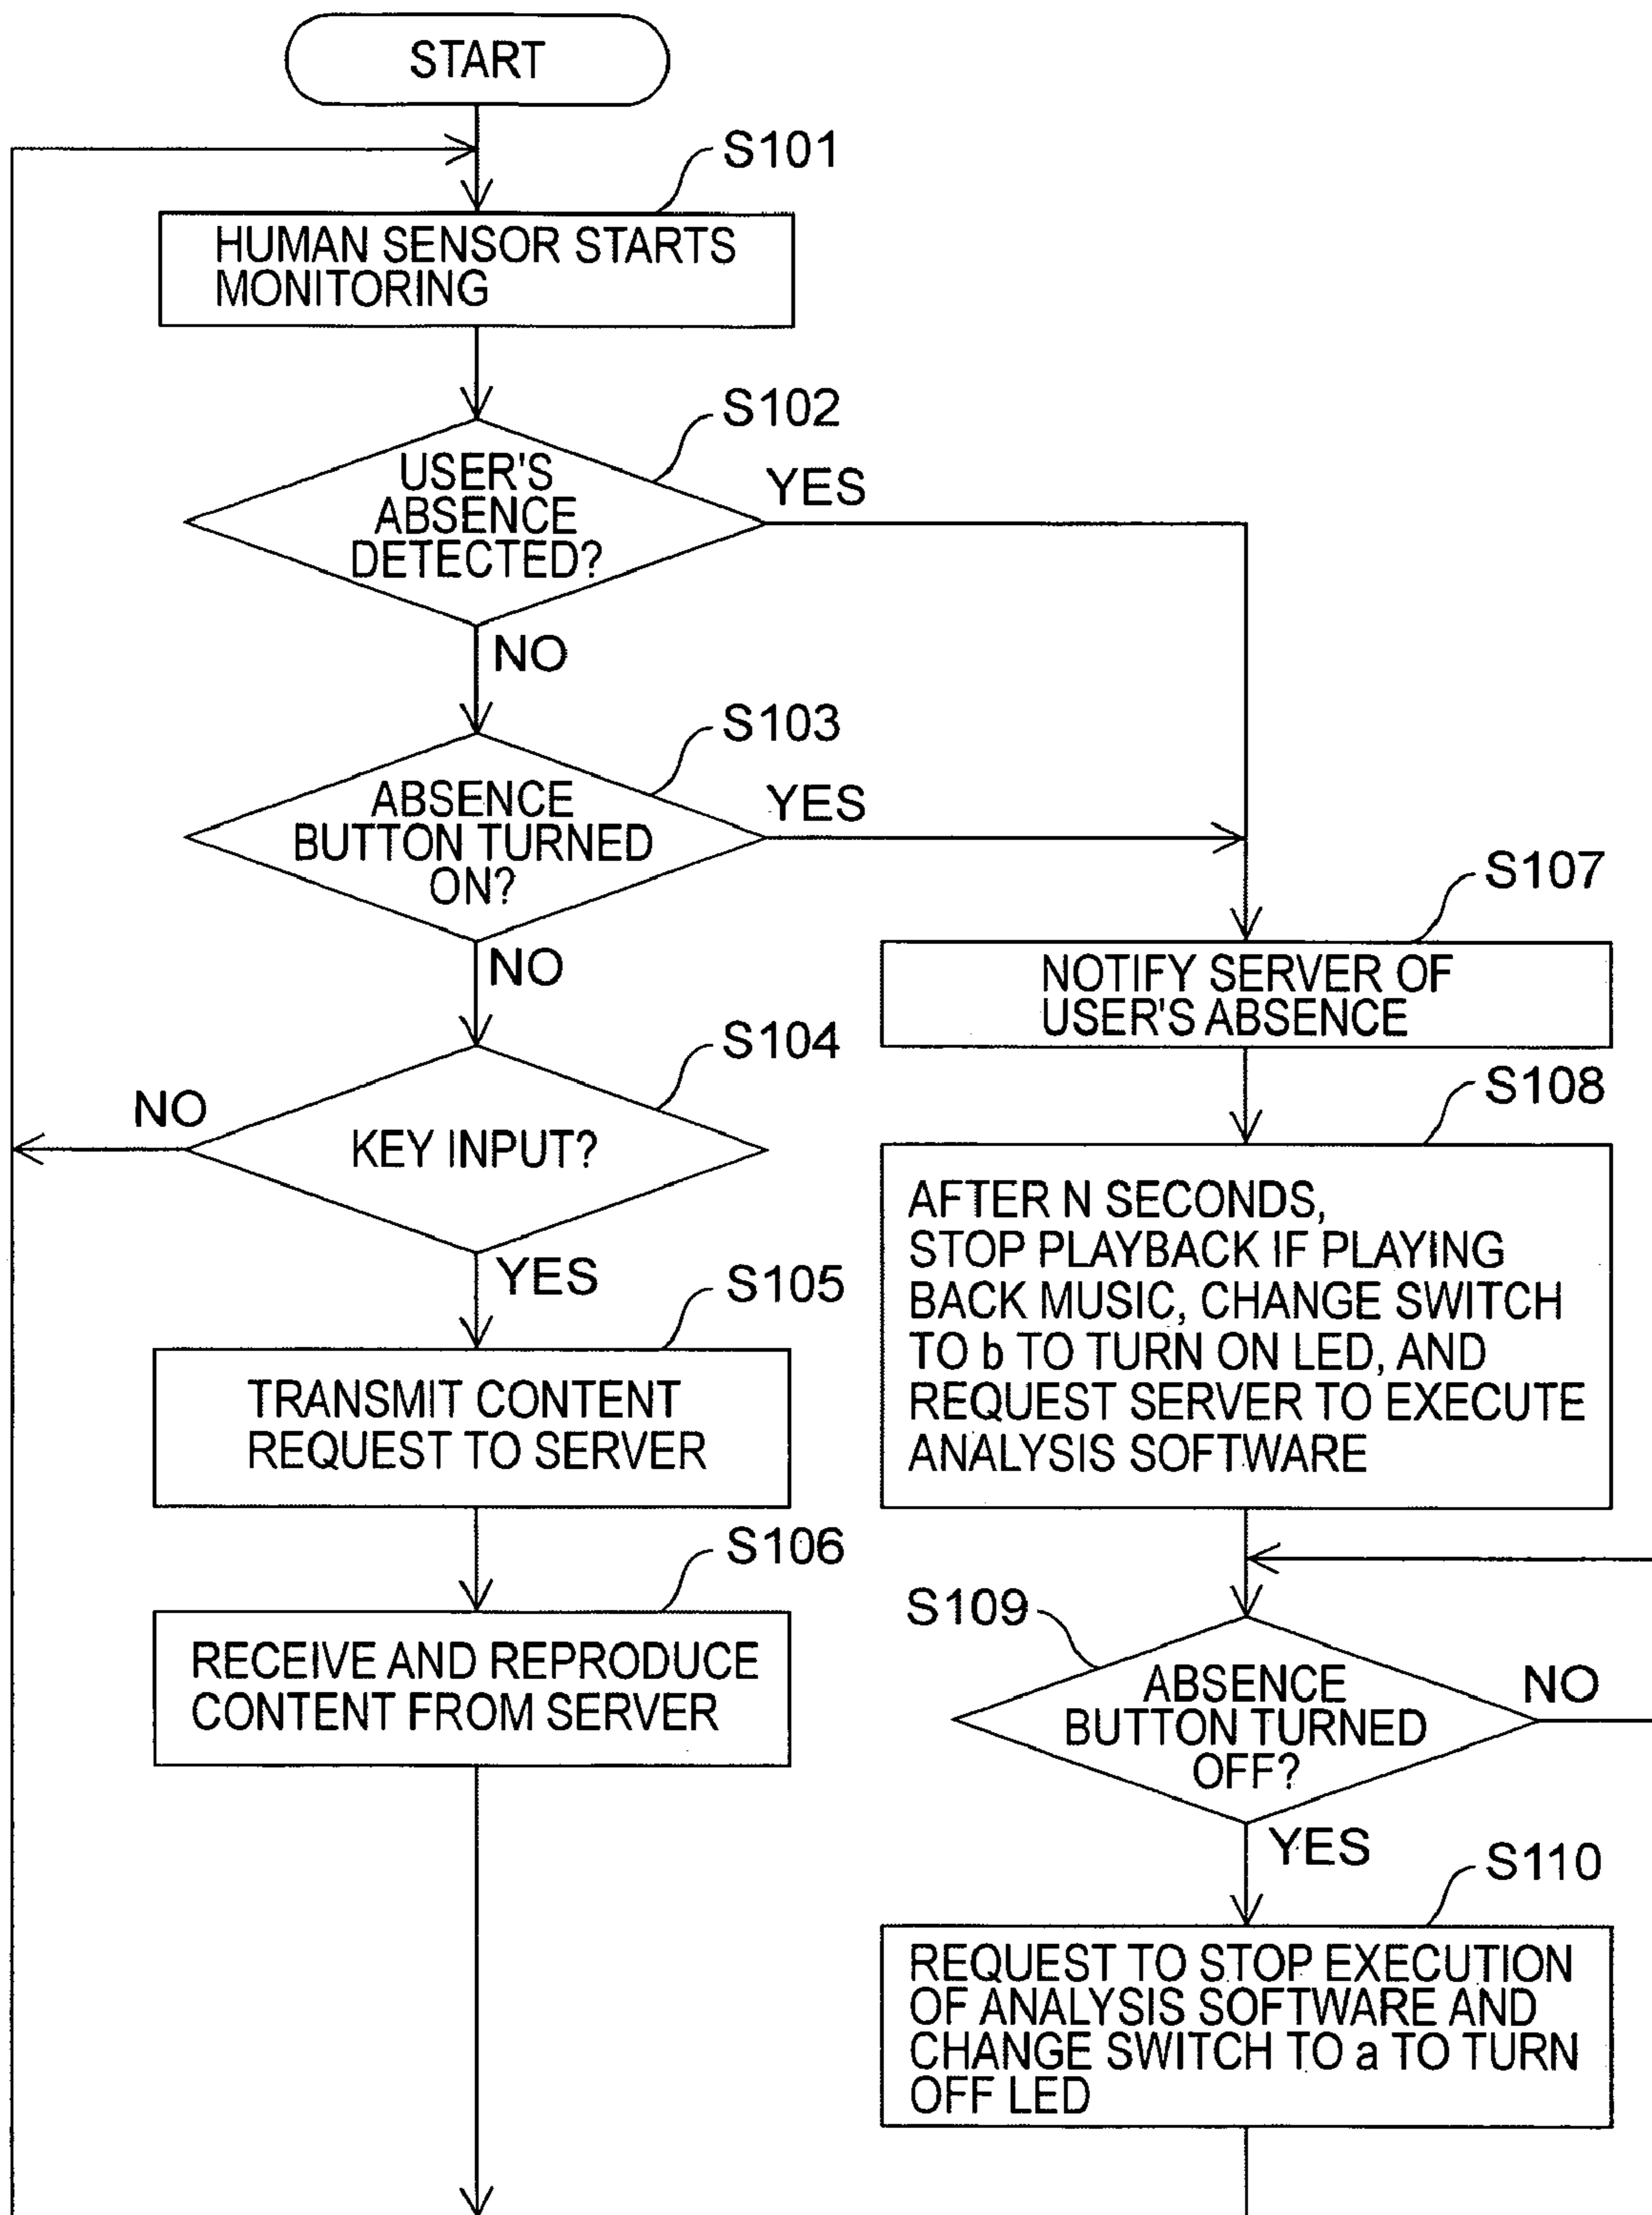 START
S101
HUMAN SENSOR STARTS
MONITORING
S102
USER'S
ABSENCE
DETECTED?
YES
NO
S103
ABSENCE
BUTTON TURNED
ON?
YES
NO
S104
KEY INPUT?
NO
YES
S105
TRANSMIT CONTENT
REQUEST TO SERVER
S106
RECEIVE AND REPRODUCE
CONTENT FROM SERVER
S107
NOTIFY SERVER OF
USER'S ABSENCE
S108
AFTER N SECONDS,
STOP PLAYBACK IF PLAYING
BACK MUSIC, CHANGE SWITCH
TO b TO TURN ON LED, AND
REQUEST SERVER TO EXECUTE
ANALYSIS SOFTWARE
S109
ABSENCE
BUTTON TURNED
OFF?
NO
YES
S110
REQUEST TO STOP EXECUTION
OF ANALYSIS SOFTWARE AND
CHANGE SWITCH TO a TO TURN
OFF LED